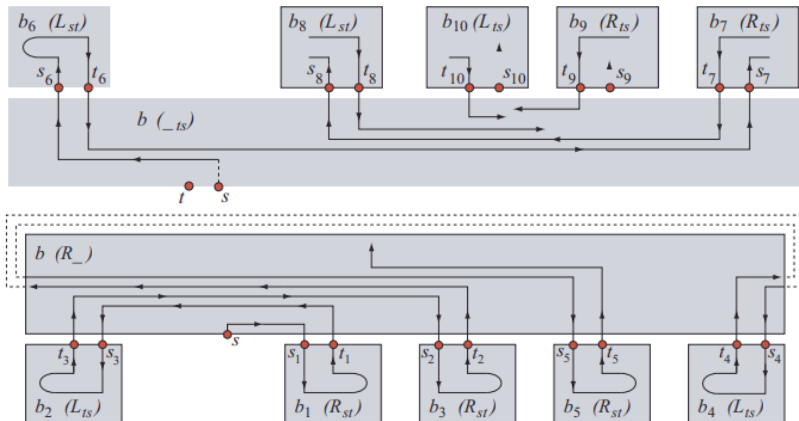 b6 (Lst) b8 (Lst) b10 (Lts) b9 (Rts) b7 (Rts)
s6 t6 s8 t8 t10 s10 t9 s9 t7 s7
b (_ts)
t s
b (R_)
s
t3 s3 s1 t1 s2 t2 s5 t5 t4 s4
b2 (Lts) b1 (Rst) b3 (Rst) b5 (Rst) b4 (Lts)